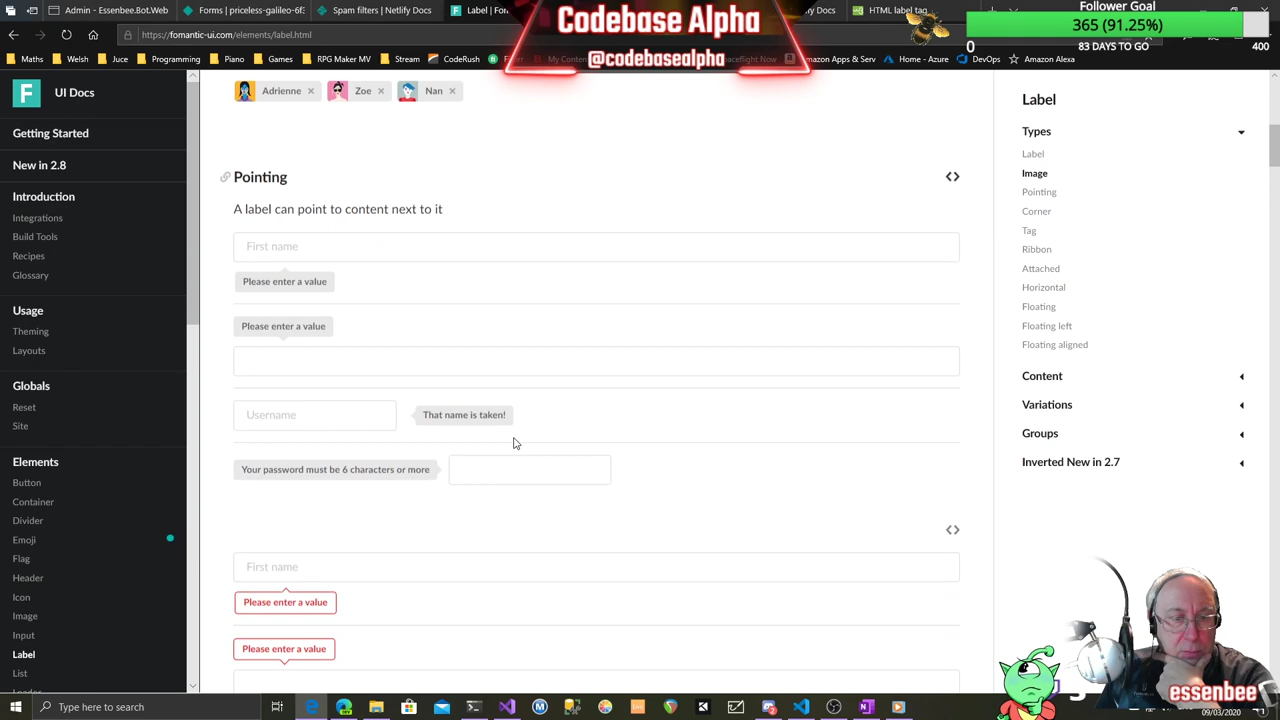 Admin - Essenbee.Bot.Web
Forms | priceless-galileo-6f
Spam filters | Netlify Docs
Label | Fom
y Docs
HTML label tag
Codebase Alpha
@codebasealpha
Follower Goal
365 (91.25%)
0
83 DAYS TO GO
400
https://fomantic-ui.com/elements/label.html
Maths
Welsh
Juce
Programming
Piano
Games
RPG Maker MV
Stream
CodeRush
My Conten
Spaceflight Now
Amazon Apps & Serv
Home - Azure
DevOps
Amazon Alexa
UI Docs
Getting Started
New in 2.8
Introduction
Integrations
Build Tools
Recipes
Glossary
Usage
Theming
Layouts
Globals
Reset
Site
Elements
Button
Container
Divider
Emoji
Flag
Header
Icon
Image
Input
Label
List
Adrienne
Zoe
Nan
Pointing
A label can point to content next to it
First name
Please enter a value
Please enter a value
Username
That name is taken!
Your password must be 6 characters or more
First name
Please enter a value
Please enter a value
Label
Types
Label
Image
Pointing
Corner
Tag
Ribbon
Attached
Horizontal
Floating
Floating left
Floating aligned
Content
Variations
Groups
Inverted New in 2.7
essenbee
Type here to search
09/03/2020